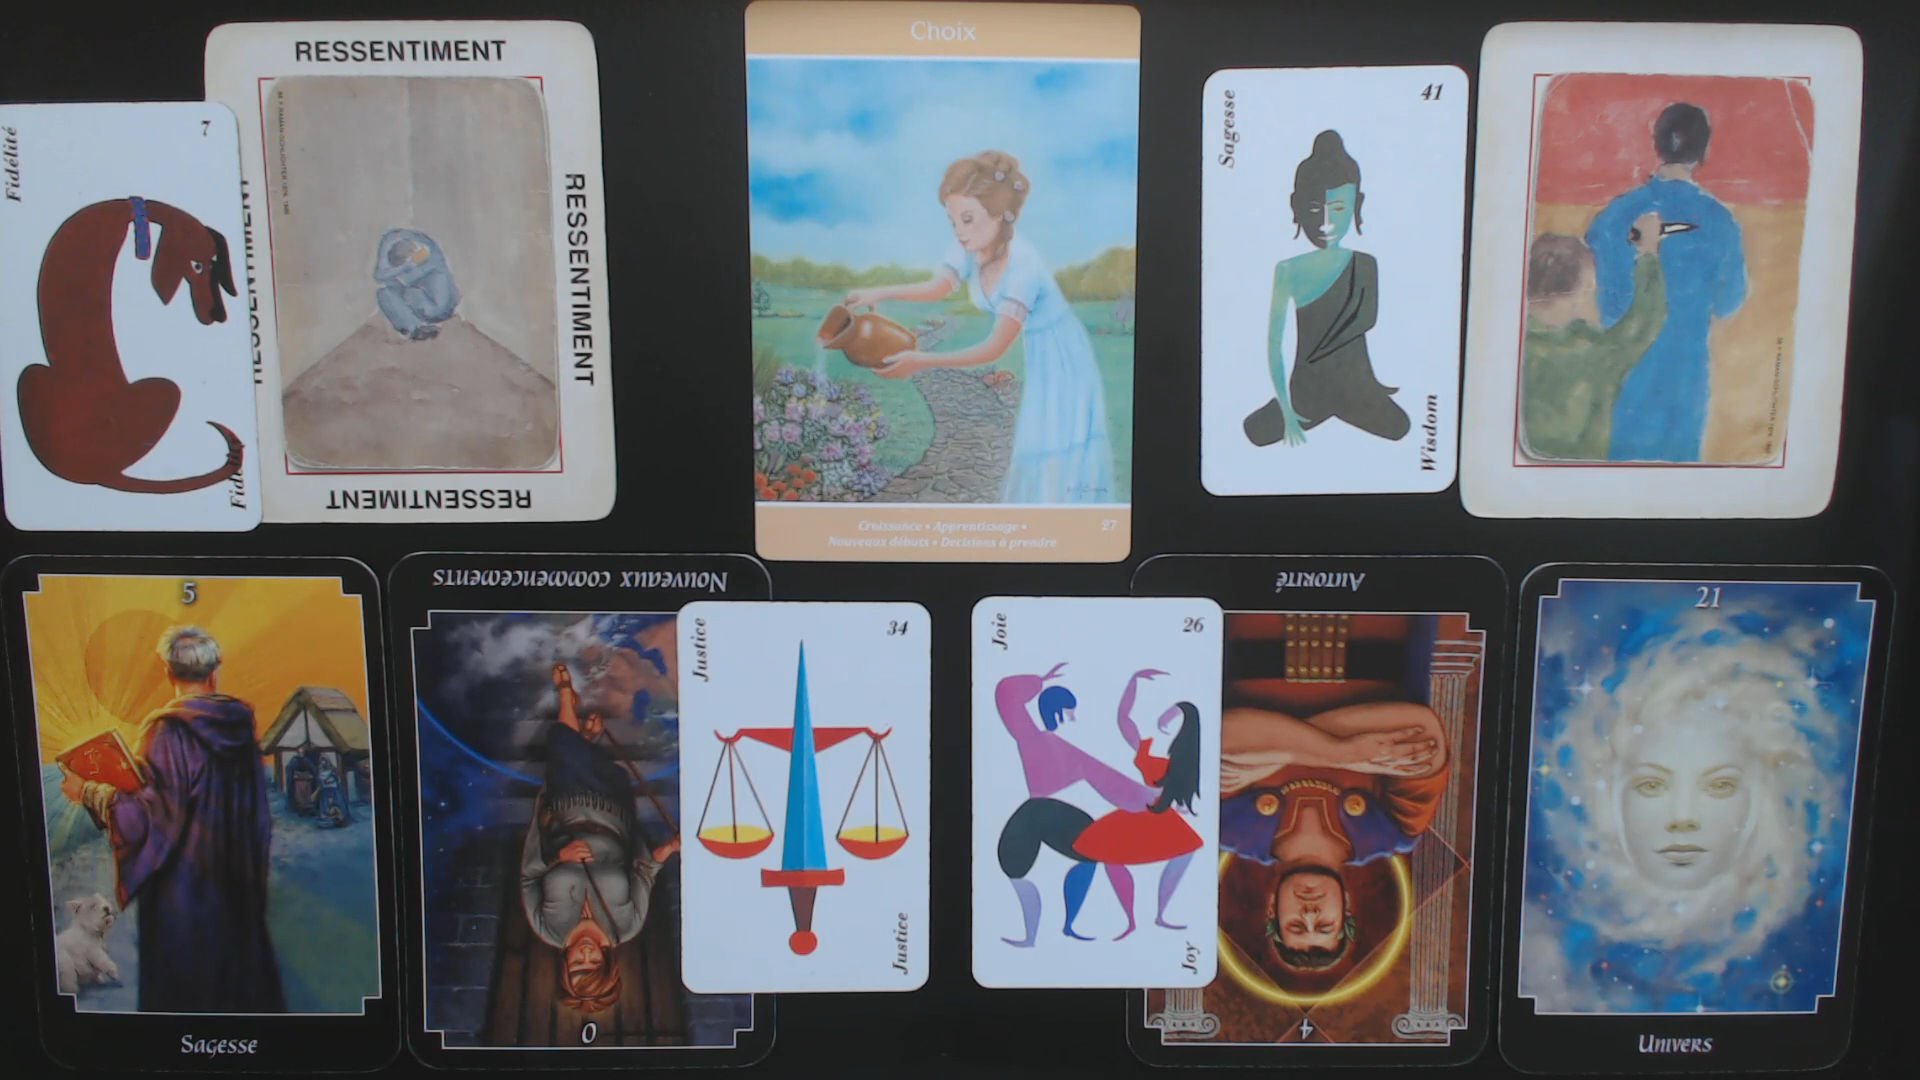 Fidélité
7
Fidélité
RESSENTIMENT
RESSENTIMENT
RESSENTIMENT
RESSENTIMENT
Choix
Croissance • Apprentissage •
Nouveaux débuts • Decisions à prendre
27
Sagesse
41
Wisdom
5
Sagesse
Nouveaux commencements
0
Justice
34
Justice
Joie
26
Joy
Autorité
4
21
Univers